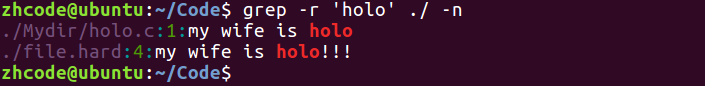 zhcode@ubuntu:~/Code$ grep -r 'holo' ./ -n
./Mydir/holo.c:1:my wife is holo
./file.hard:4:my wife is holo!!!
zhcode@ubuntu:~/Code$